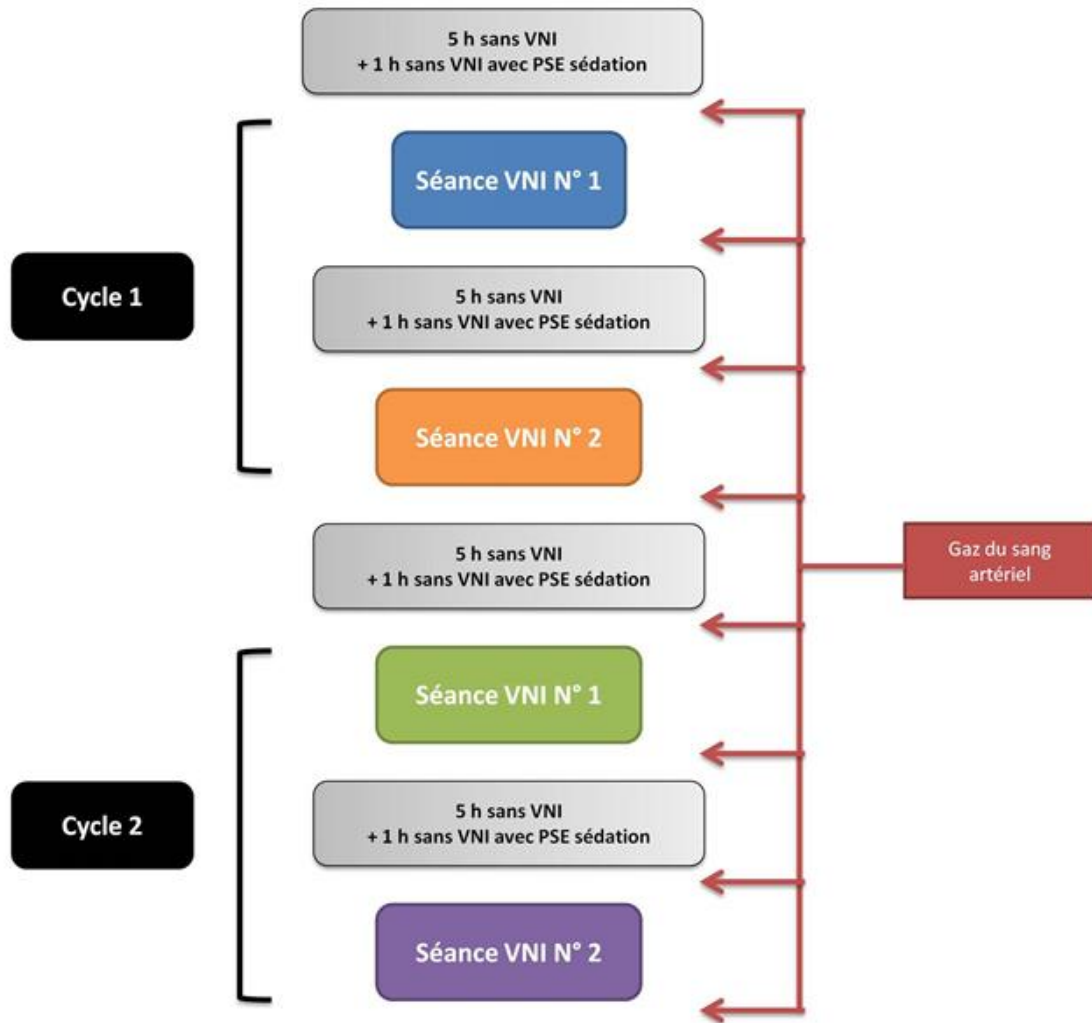 5 h sans VNI
+ 1 h sans VNI avec PSE sédation
Séance VNI N° 1
Cycle 1
5 h sans VNI
+ 1 h sans VNI avec PSE sédation
Séance VNI N° 2
5 h sans VNI
+ 1 h sans VNI avec PSE sédation
Gaz du sang
artériel
Séance VNI N° 1
Cycle 2
5 h sans VNI
+ 1 h sans VNI avec PSE sédation
Séance VNI N° 2